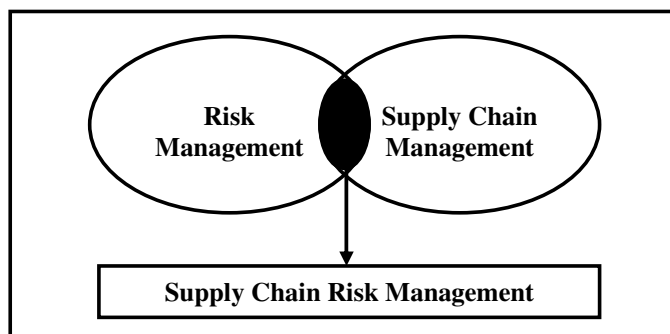 Risk
Management
Supply Chain
Management
Supply Chain Risk Management